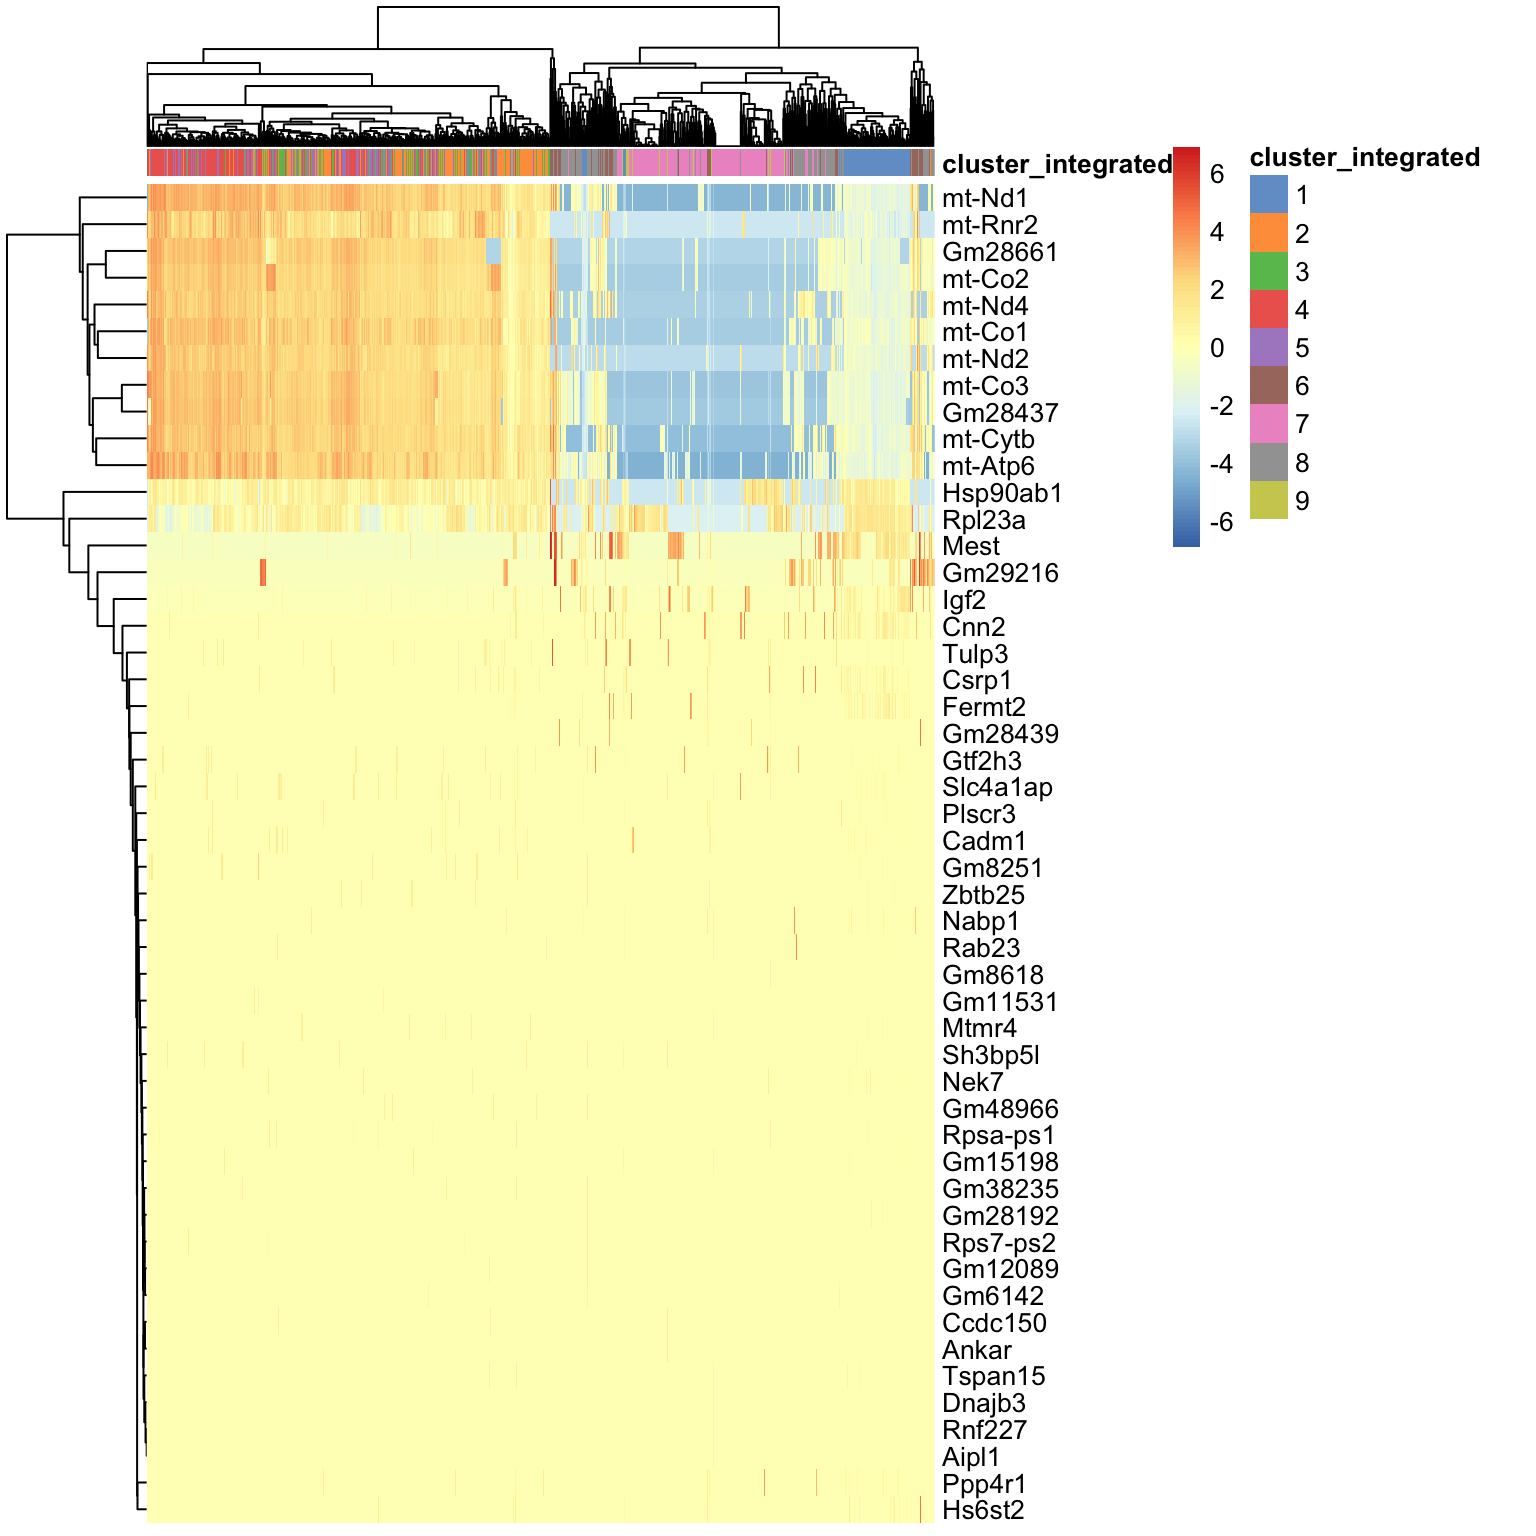 cluster_integrated
mt-Nd1
mt-Rnr2
Gm28661
mt-Co2
mt-Nd4
mt-Co1
mt-Nd2
mt-Co3
Gm28437
mt-Cytb
mt-Atp6
Hsp90ab1
Rpl23a
Mest
Gm29216
Igf2
Cnn2
Tulp3
Csrp1
Fermt2
Gm28439
Gtf2h3
Slc4a1ap
Plscr3
Cadm1
Gm8251
Zbtb25
Nabp1
Rab23
Gm8618
Gm11531
Mtmr4
Sh3bp5l
Nek7
Gm48966
Rpsa-ps1
Gm15198
Gm38235
Gm28192
Rps7-ps2
Gm12089
Gm6142
Ccdc150
Ankar
Tspan15
Dnajb3
Rnf227
Aipl1
Ppp4r1
Hs6st2
6
4
2
0
-2
-4
-6
cluster_integrated
1
2
3
4
5
6
7
8
9